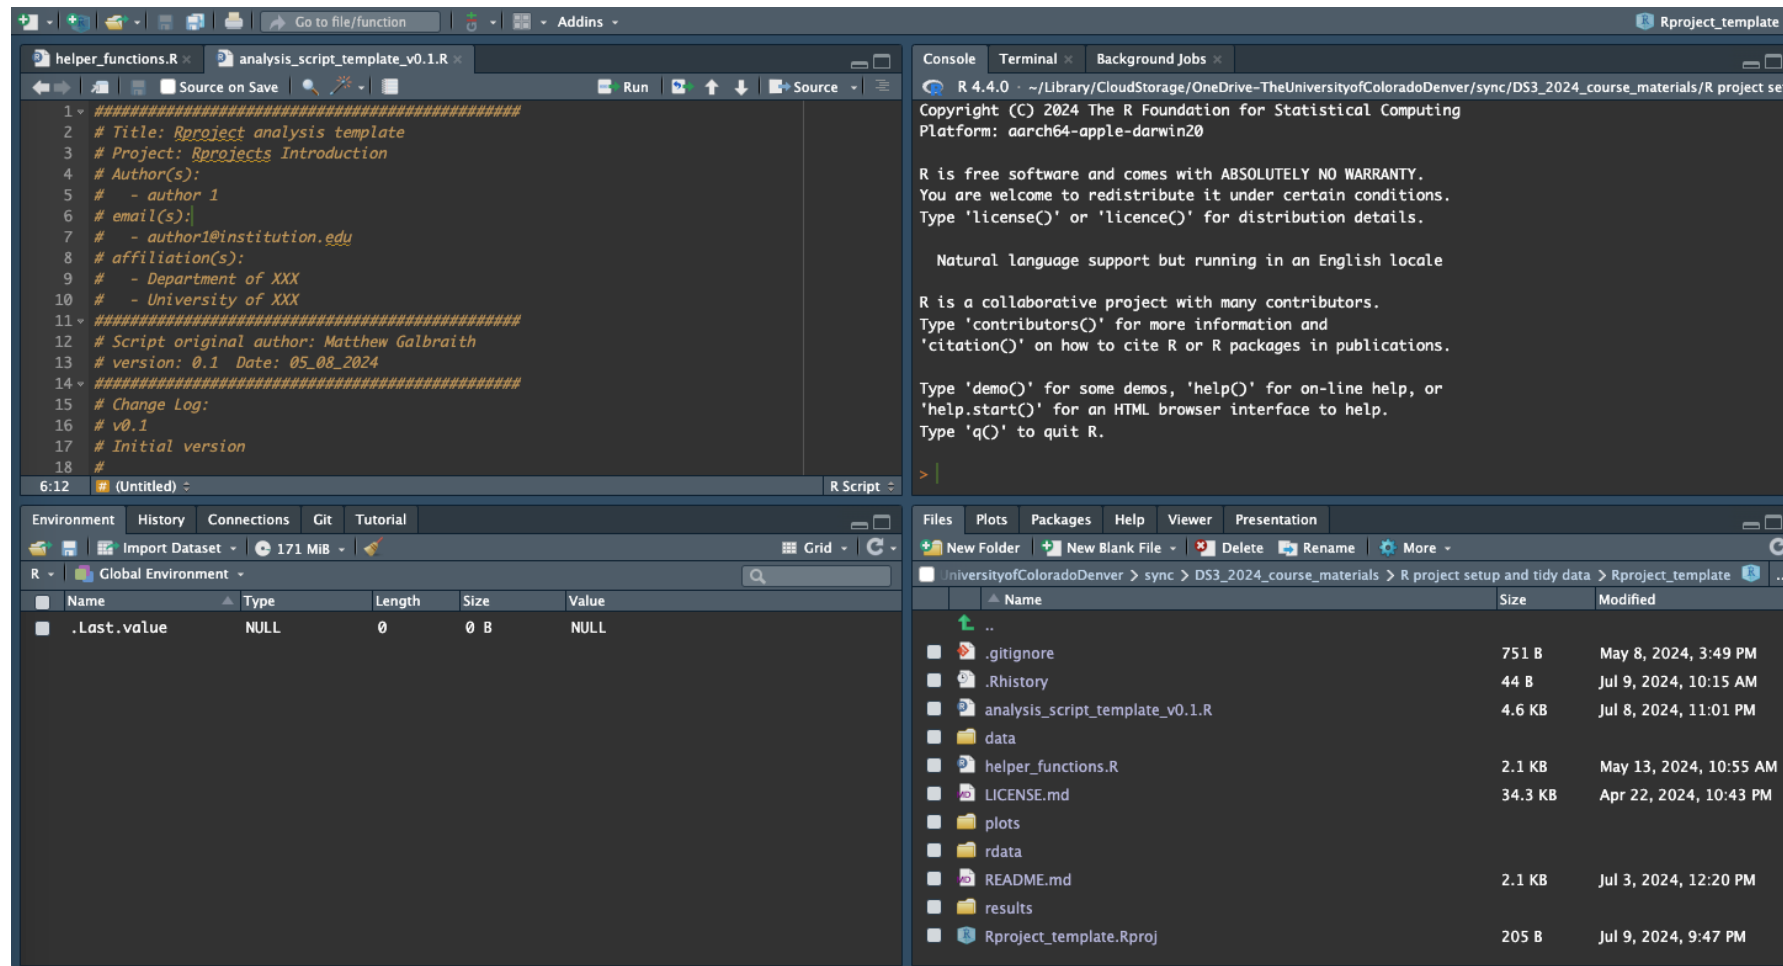 Go to file/function
Addins
Rproject_template
helper_functions.R
analysis_script_template_v0.1.R
Source on Save
Run
Source
1 ################################################
2 # Title: Rproject analysis template
3 # Project: Rprojects Introduction
4 # Author(s):
5 #   - author 1
6 # email(s):
7 #   - author1@institution.edu
8 # affiliation(s):
9 #   - Department of XXX
10 #   - University of XXX
11 ################################################
12 # Script original author: Matthew Galbraith
13 # version: 0.1  Date: 05_08_2024
14 ################################################
15 # Change Log:
16 # v0.1
17 # Initial version
18 #
6:12 # (Untitled) R Script
Console Terminal Background Jobs
R 4.4.0 · ~/Library/CloudStorage/OneDrive-TheUniversityofColoradoDenver/sync/DS3_2024_course_materials/R project se
Copyright (C) 2024 The R Foundation for Statistical Computing
Platform: aarch64-apple-darwin20
R is free software and comes with ABSOLUTELY NO WARRANTY.
You are welcome to redistribute it under certain conditions.
Type 'license()' or 'licence()' for distribution details.
Natural language support but running in an English locale
R is a collaborative project with many contributors.
Type 'contributors()' for more information and
'citation()' on how to cite R or R packages in publications.
Type 'demo()' for some demos, 'help()' for on-line help, or
'help.start()' for an HTML browser interface to help.
Type 'q()' to quit R.
>
Environment History Connections Git Tutorial
Import Dataset 171 MiB Grid
R Global Environment
Name Type Length Size Value
.Last.value NULL 0 0 B NULL
Files Plots Packages Help Viewer Presentation
New Folder New Blank File Delete Rename More
UniversityofColoradoDenver > sync > DS3_2024_course_materials > R project setup and tidy data > Rproject_template ..
Name Size Modified
..
.gitignore 751 B May 8, 2024, 3:49 PM
.Rhistory 44 B Jul 9, 2024, 10:15 AM
analysis_script_template_v0.1.R 4.6 KB Jul 8, 2024, 11:01 PM
data
helper_functions.R 2.1 KB May 13, 2024, 10:55 AM
LICENSE.md 34.3 KB Apr 22, 2024, 10:43 PM
plots
rdata
README.md 2.1 KB Jul 3, 2024, 12:20 PM
results
Rproject_template.Rproj 205 B Jul 9, 2024, 9:47 PM